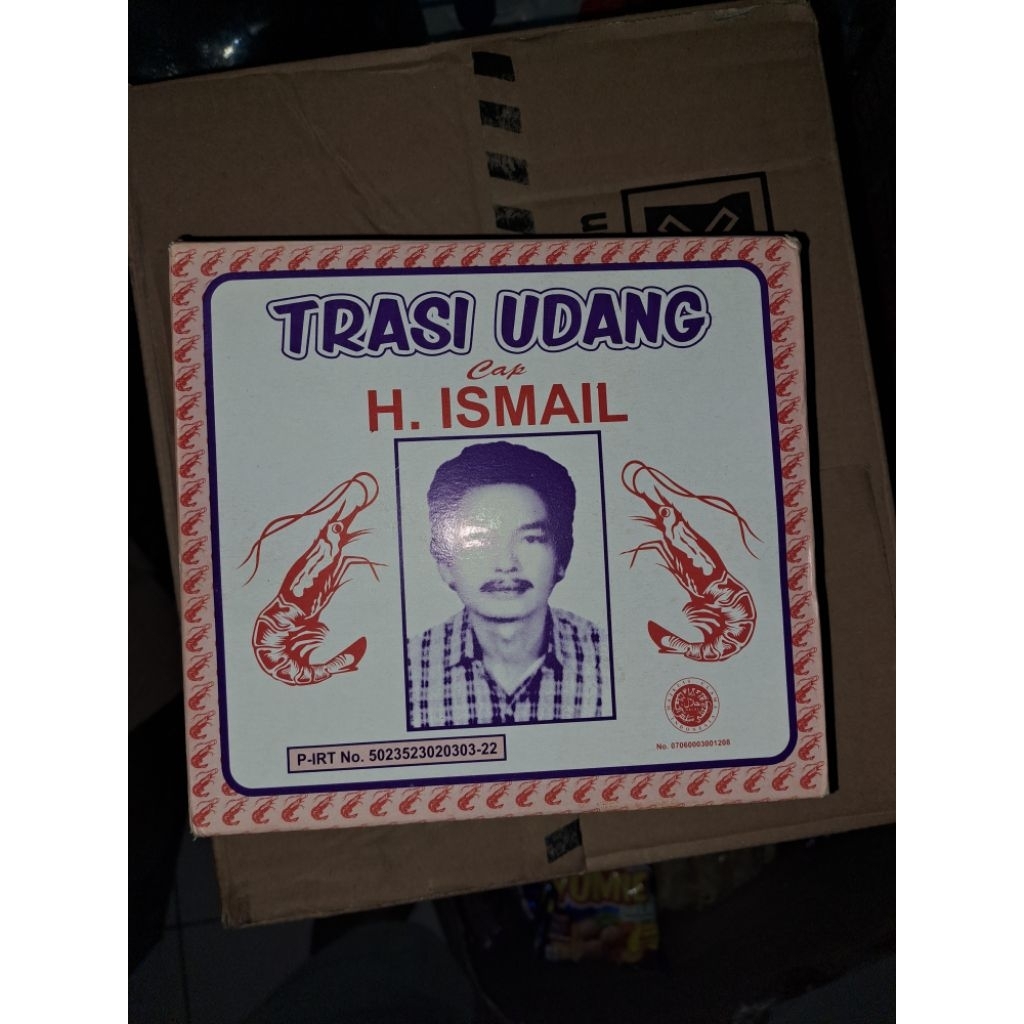 TRASI UDANG
Cap
H. ISMAIL
P-IRT No. 5023523020303-22
No. 07060003001208